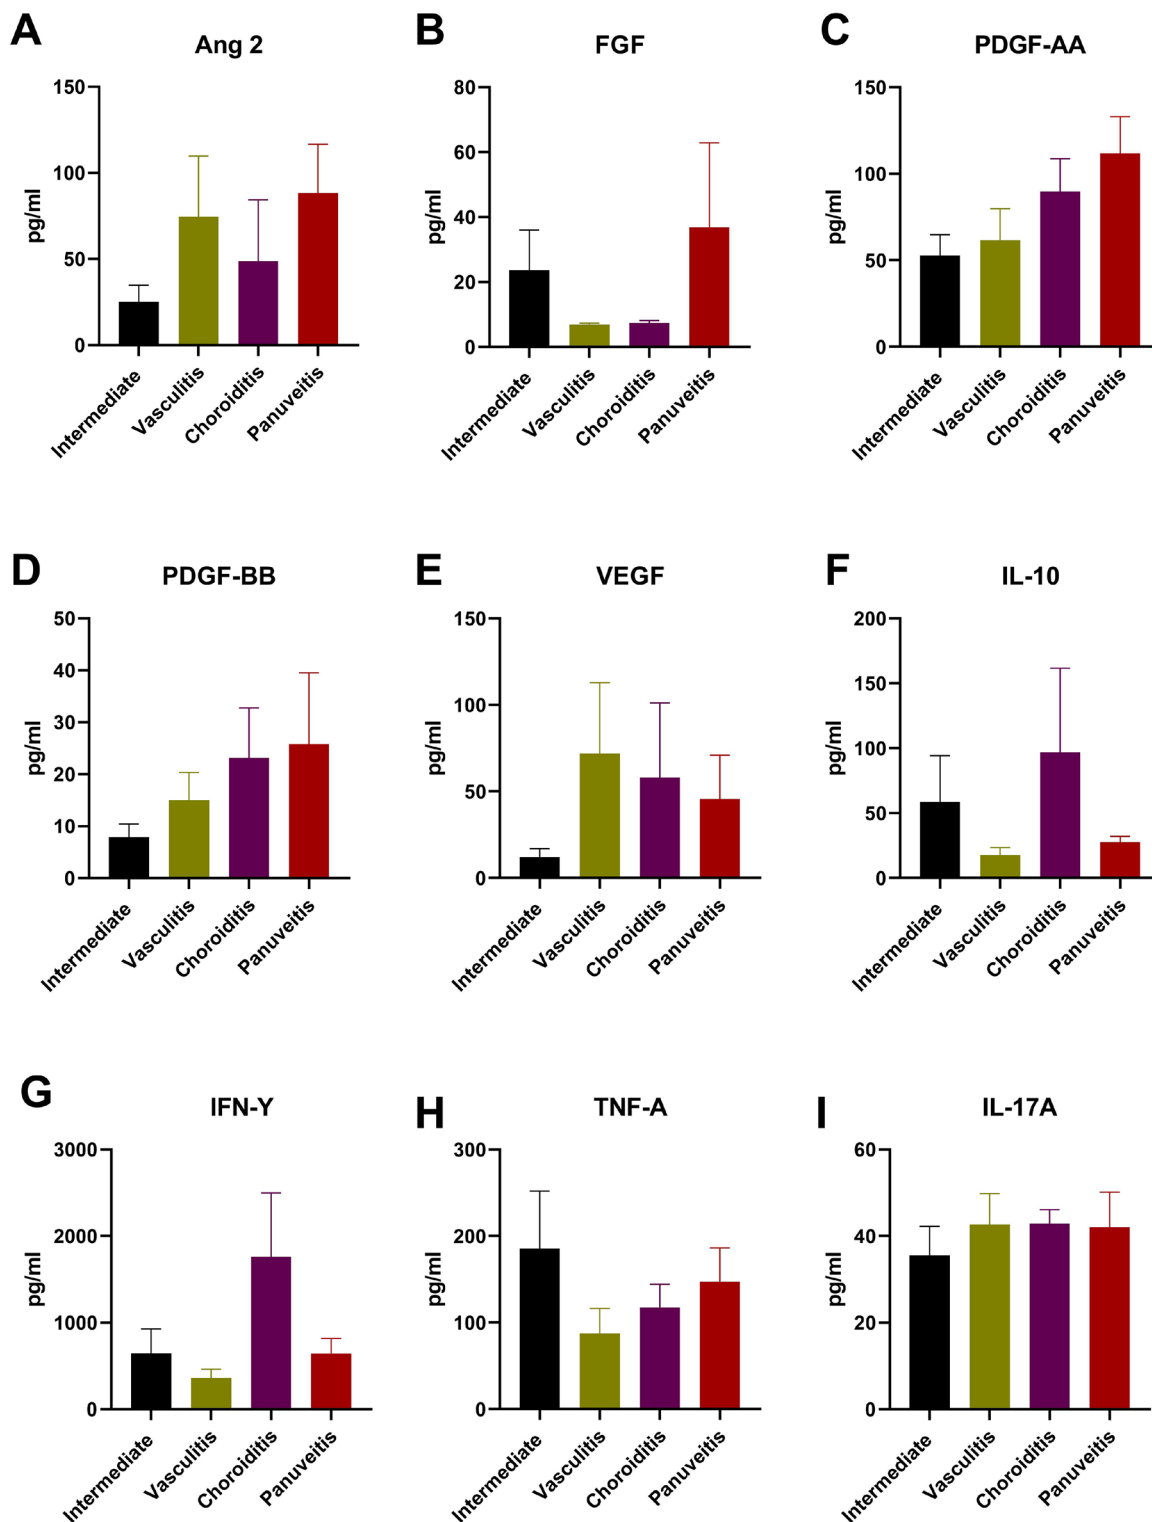 A
Ang 2
pg/ml
150
100
50
0
Intermediate
Vasculitis
Choroiditis
Panuveitis
B
FGF
pg/ml
80
60
40
20
0
Intermediate
Vasculitis
Choroiditis
Panuveitis
C
PDGF-AA
pg/ml
150
100
50
0
Intermediate
Vasculitis
Choroiditis
Panuveitis
D
PDGF-BB
pg/ml
50
40
30
20
10
0
Intermediate
Vasculitis
Choroiditis
Panuveitis
E
VEGF
pg/ml
150
100
50
0
Intermediate
Vasculitis
Choroiditis
Panuveitis
F
IL-10
pg/ml
200
150
100
50
0
Intermediate
Vasculitis
Choroiditis
Panuveitis
G
IFN-Y
pg/ml
3000
2000
1000
0
Intermediate
Vasculitis
Choroiditis
Panuveitis
H
TNF-A
pg/ml
300
200
100
0
Intermediate
Vasculitis
Choroiditis
Panuveitis
I
IL-17A
pg/ml
60
40
20
0
Intermediate
Vasculitis
Choroiditis
Panuveitis